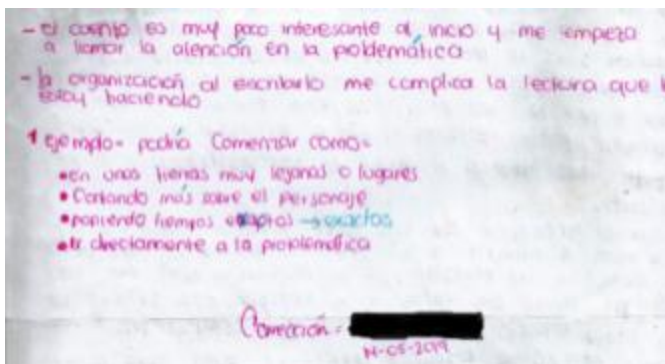 - el cuento es muy poco interesante al inicio y me empieza
a llamar la atención en la problemática
- la organización al escribirlo me complica la lectura que
estoy haciendo
1 ejemplo = podría comenzar como =
• en unas tierras muy lejanas o lugares
• Contando más sobre el personaje
• poniendo tiempos → exactos
• Ir directamente a la problemática
Corrección =
-05-2019